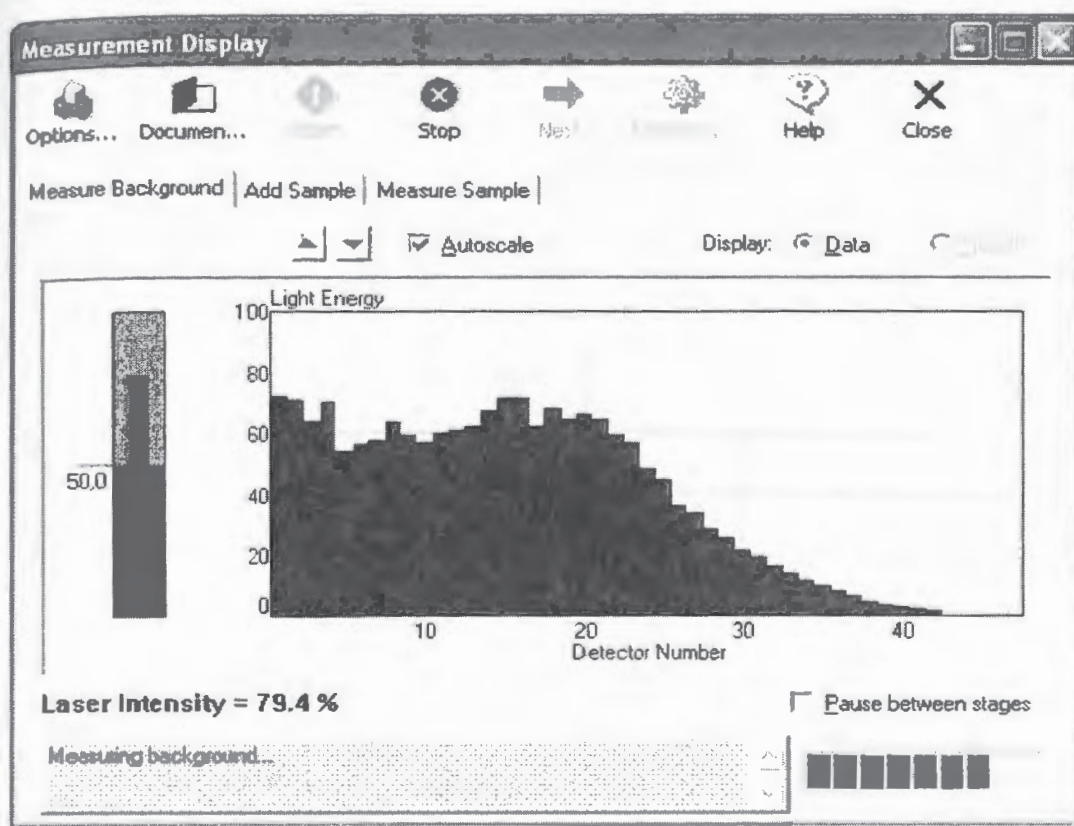 Measurement Display
Options... Documen... Stop Nex Help Close
Measure Background Add Sample Measure Sample
Autoscale Display: Data
Light Energy
100
80
60
50,0
40
20
0
10 20 30 40
Detector Number
Laser Intensity = 79.4 %
Pause between stages
Measuring background...